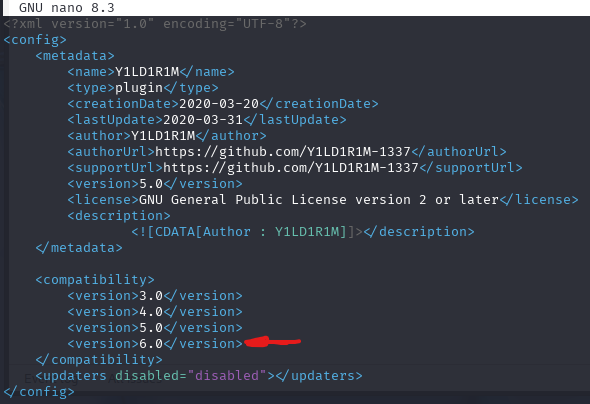 GNU nano 8.3
<?xml version="1.0" encoding="UTF-8"?>
<config>
<metadata>
<name>Y1LD1R1M</name>
<type>plugin</type>
<creationDate>2020-03-20</creationDate>
<lastUpdate>2020-03-31</lastUpdate>
<author>Y1LD1R1M</author>
<authorUrl>https://github.com/Y1LD1R1M-1337</authorUrl>
<supportUrl>https://github.com/Y1LD1R1M-1337</supportUrl>
<version>5.0</version>
<license>GNU General Public License version 2 or later</license>
<description>
<![CDATA[Author : Y1LD1R1M]]></description>
</metadata>
<compatibility>
<version>3.0</version>
<version>4.0</version>
<version>5.0</version>
<version>6.0</version>
</compatibility>
<updaters disabled="disabled"></updaters>
</config>